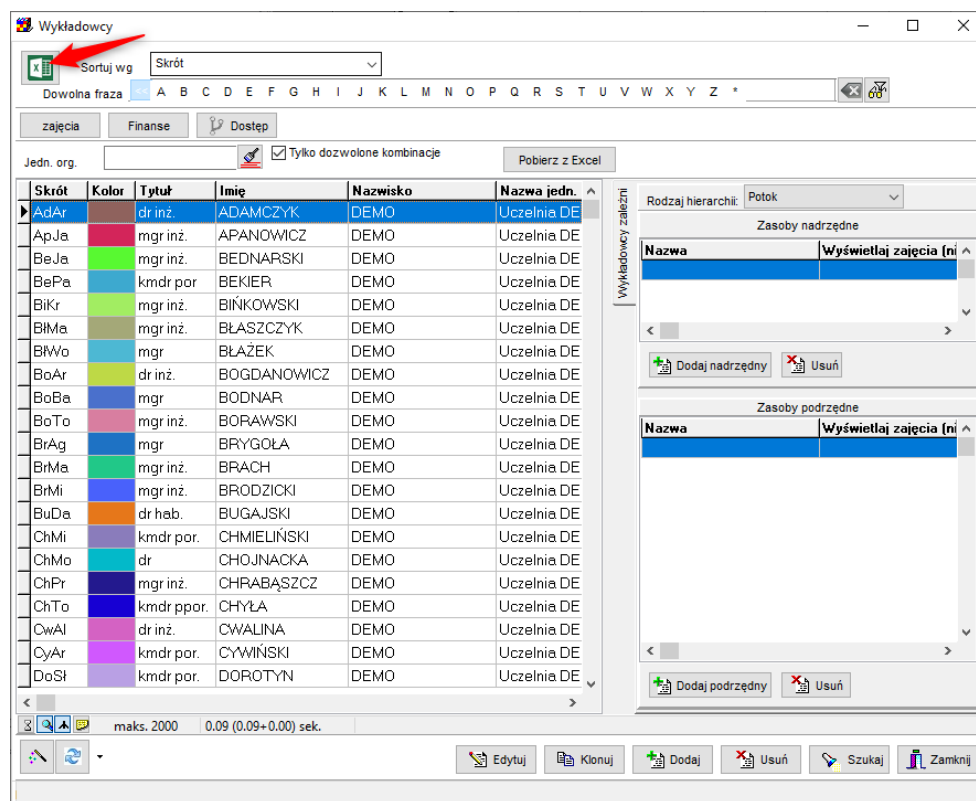 Wykładowcy
Sortuj wg Skrót
Dowolna fraza << A B C D E F G H I J K L M N O P Q R S T U V W X Y Z *
zajęcia Finanse Dostęp
Jedn. org. Tylko dozwolone kombinacje Pobierz z Excel
Skrót Kolor Tytuł Imię Nazwisko Nazwa jedn.
AdAr dr inż. ADAMCZYK DEMO Uczelnia DE
ApJa mgr inż. APANOWICZ DEMO Uczelnia DE
BeJa mgr inż. BEDNARSKI DEMO Uczelnia DE
BePa kmdr por BEKIER DEMO Uczelnia DE
BiKr mgr inż. BIŃKOWSKI DEMO Uczelnia DE
BłMa mgr inż. BŁASZCZYK DEMO Uczelnia DE
BłWo mgr BŁAŻEK DEMO Uczelnia DE
BoAr dr inż. BOGDANOWICZ DEMO Uczelnia DE
BoBa mgr BODNAR DEMO Uczelnia DE
BoTo mgr inż. BORAWSKI DEMO Uczelnia DE
BrAg mgr BRYGOŁA DEMO Uczelnia DE
BrMa mgr inż. BRACH DEMO Uczelnia DE
BrMi mgr inż. BRODZICKI DEMO Uczelnia DE
BuDa dr hab. BUGAJSKI DEMO Uczelnia DE
ChMi kmdr por. CHMIELIŃSKI DEMO Uczelnia DE
ChMo dr CHOJNACKA DEMO Uczelnia DE
ChPr mgr inż. CHRABĄSZCZ DEMO Uczelnia DE
ChTo kmdr ppor. CHYŁA DEMO Uczelnia DE
CwAl dr inż. CWALINA DEMO Uczelnia DE
CyAr kmdr por. CYWIŃSKI DEMO Uczelnia DE
DoSł kmdr por. DOROTYN DEMO Uczelnia DE
Wykładowcy zależni
Rodzaj hierarchii: Potok
Zasoby nadrzędne
Nazwa Wyświetlaj zajęcia (ni
Dodaj nadrzędny Usuń
Zasoby podrzędne
Nazwa Wyświetlaj zajęcia (ni
Dodaj podrzędny Usuń
maks. 2000 0.09 (0.09+0.00) sek.
Edytuj Klonuj Dodaj Usuń Szukaj Zamknij